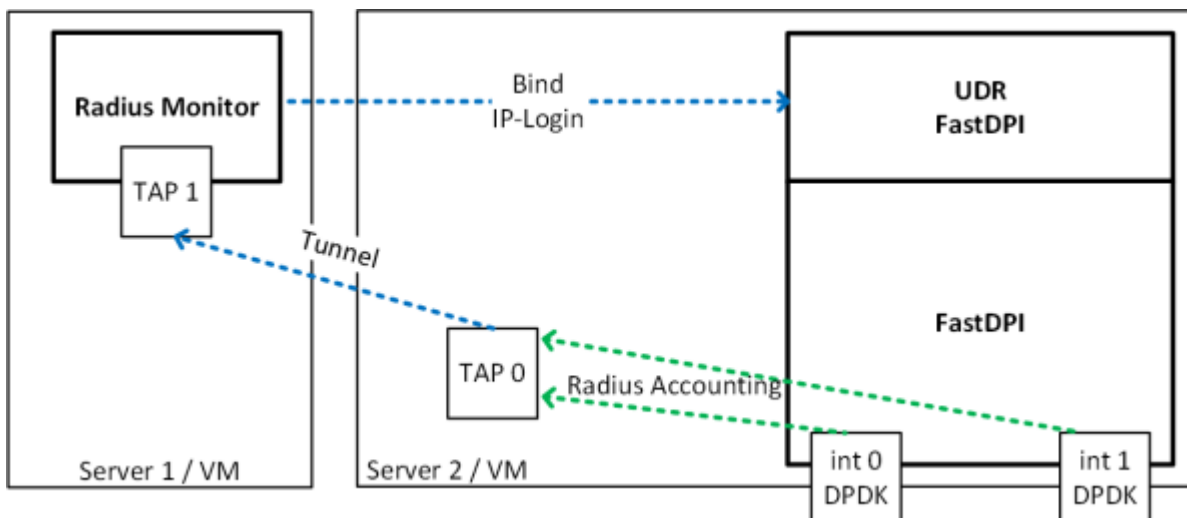 Radius Monitor
TAP 1
Bind
IP-Login
UDR
FastDPI
Tunnel
FastDPI
TAP 0
Radius Accounting
Server 1 / VM
Server 2 / VM
int 0
DPDK
int 1
DPDK